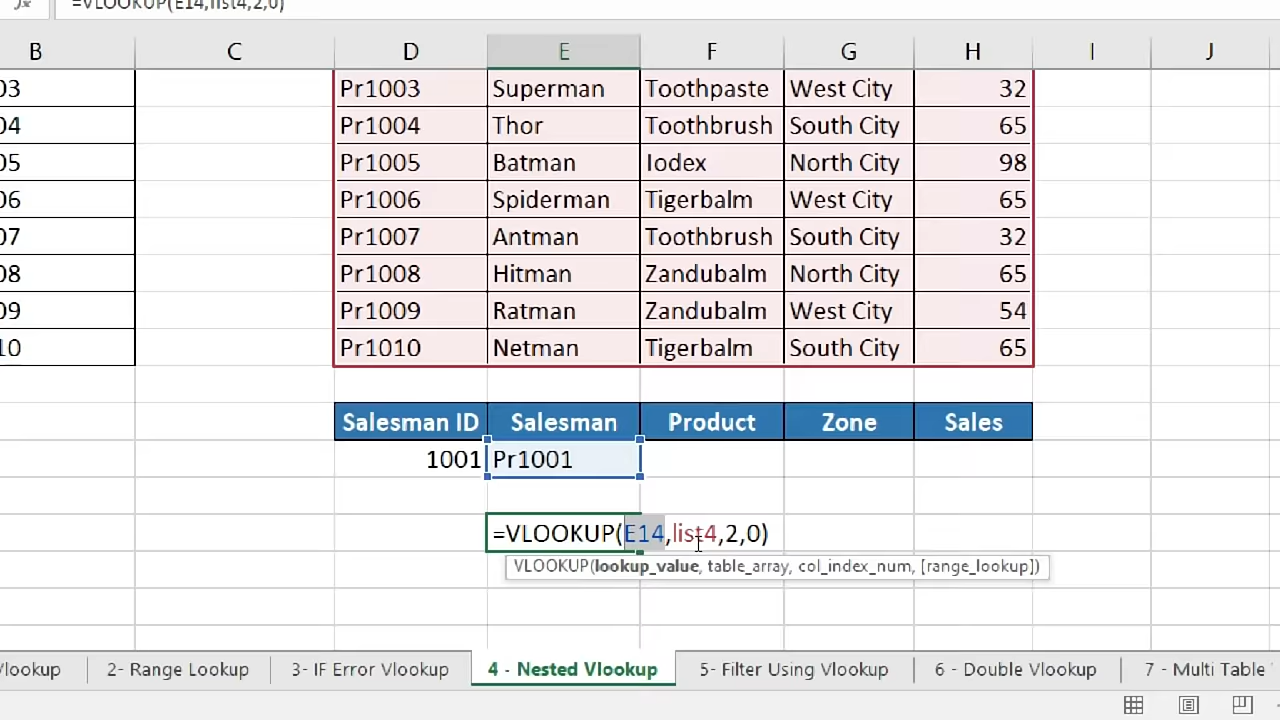 =VLOOKUP(E14,list4,2,0)
B C D E F G H I J
03 Pr1003 Superman Toothpaste West City 32
04 Pr1004 Thor Toothbrush South City 65
05 Pr1005 Batman Iodex North City 98
06 Pr1006 Spiderman Tigerbalm West City 65
07 Pr1007 Antman Toothbrush South City 32
08 Pr1008 Hitman Zandubalm North City 65
09 Pr1009 Ratman Zandubalm West City 54
10 Pr1010 Netman Tigerbalm South City 65
Salesman ID Salesman Product Zone Sales
1001 Pr1001
=VLOOKUP(E14,list4,2,0)
VLOOKUP(lookup_value, table_array, col_index_num, [range_lookup])
Vlookup 2- Range Lookup 3- IF Error Vlookup 4 - Nested Vlookup 5- Filter Using Vlookup 6 - Double Vlookup 7 - Multi Table